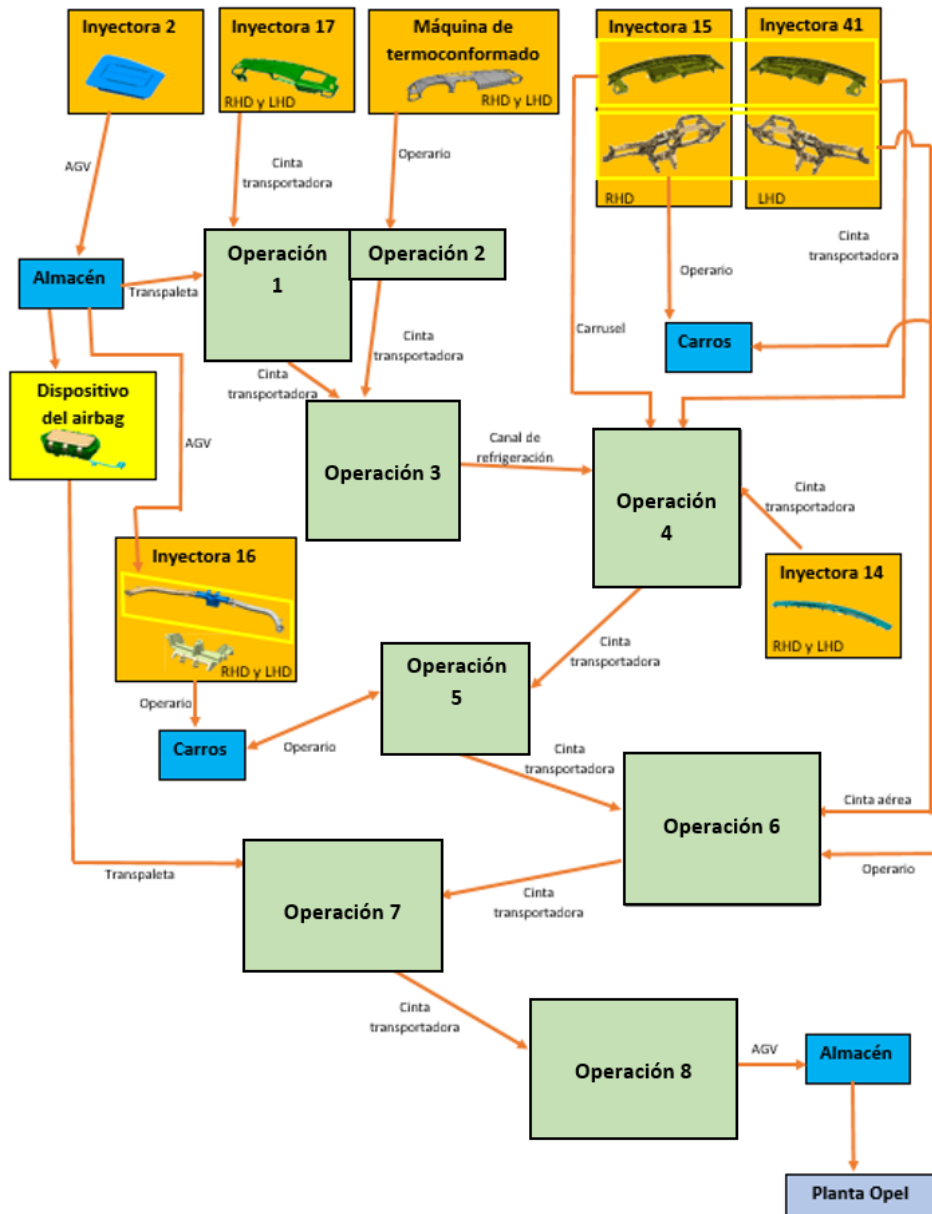 Inyectora 2
Inyectora 17
RHD y LHD
Máquina de
termoconformado
RHD y LHD
Inyectora 15
RHD
Inyectora 41
LHD
AGV
Cinta
transportadora
Operario
Operario
Cinta
transportadora
Almacén
Transpaleta
Operación
1
Operación 2
Carros
Carrusel
Cinta
transportadora
Cinta
transportadora
Dispositivo
del airbag
AGV
Operación 3
Canal de
refrigeración
Operación
4
Cinta
transportadora
Inyectora 16
RHD y LHD
Inyectora 14
RHD y LHD
Cinta
transportadora
Operación
5
Operario
Carros
Operario
Cinta
transportadora
Operación 6
Cinta aérea
Operario
Transpaleta
Operación 7
Cinta
transportadora
Cinta
transportadora
Operación 8
AGV
Almacén
Planta Opel